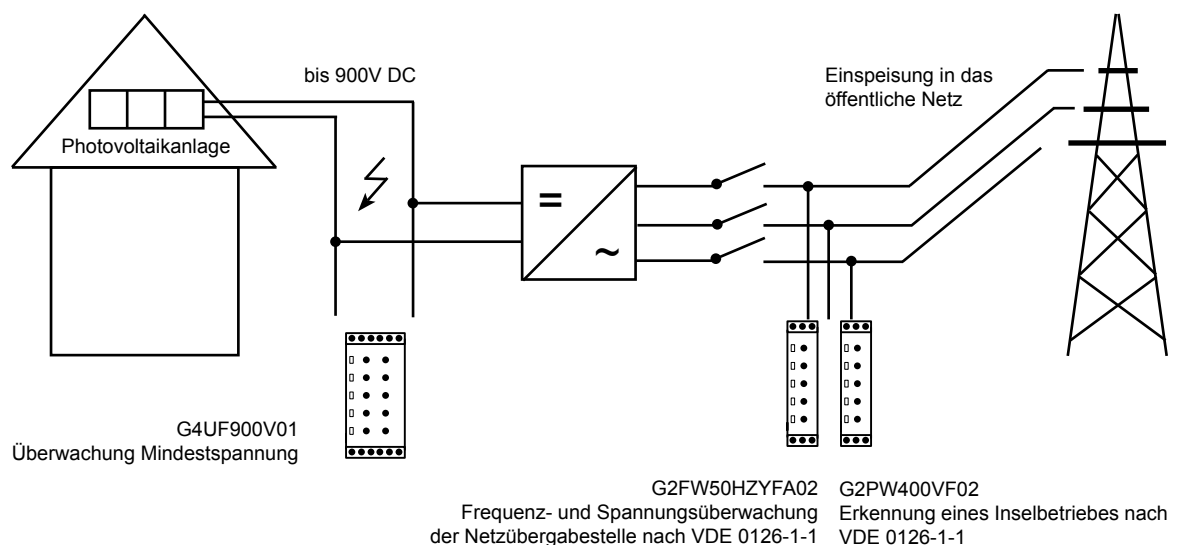 bis 900V DC
Einspeisung in das
öffentliche Netz
Photovoltaikanlage
=
~
G4UF900V01
Überwachung Mindestspannung
G2FW50HZYFA02
Frequenz- und Spannungsüberwachung
der Netzübergabestelle nach VDE 0126-1-1
G2PW400VF02
Erkennung eines Inselbetriebes nach
VDE 0126-1-1